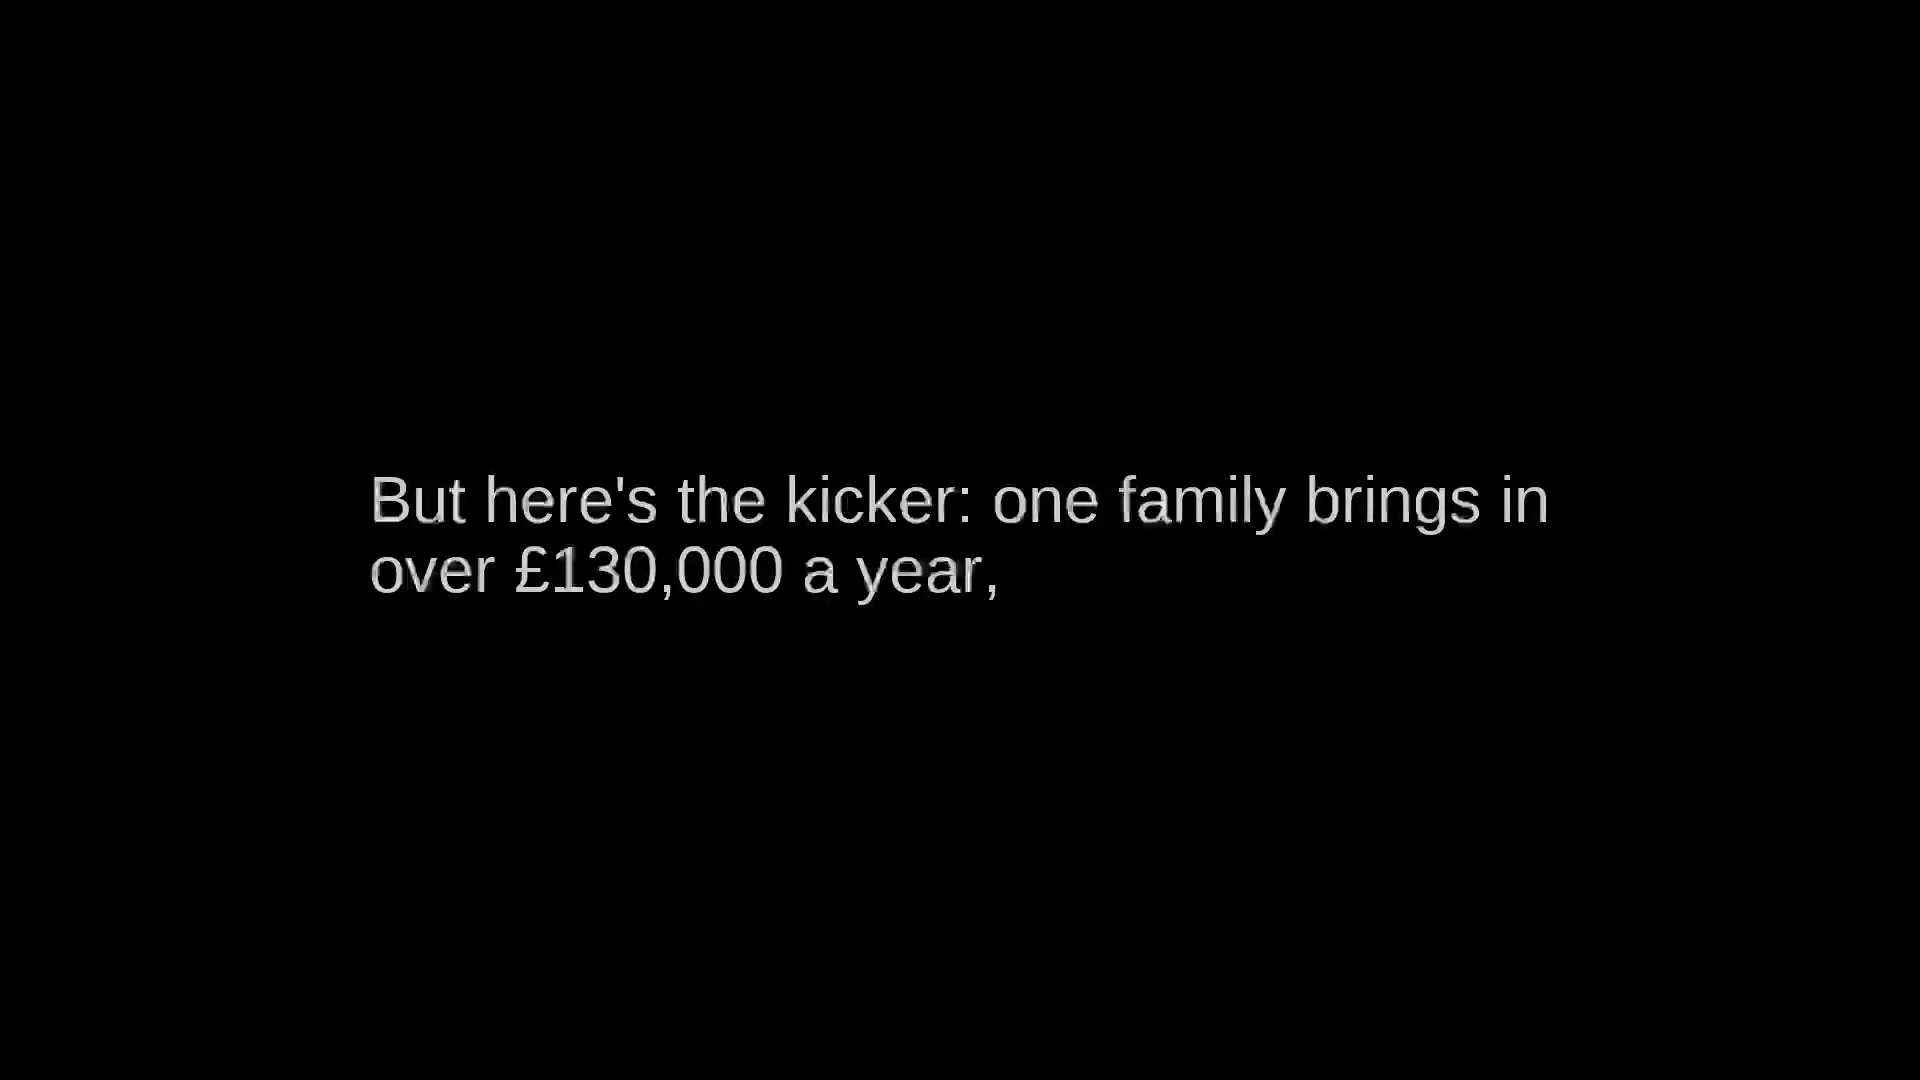 But here's the kicker: one family brings in
over £130,000 a year,